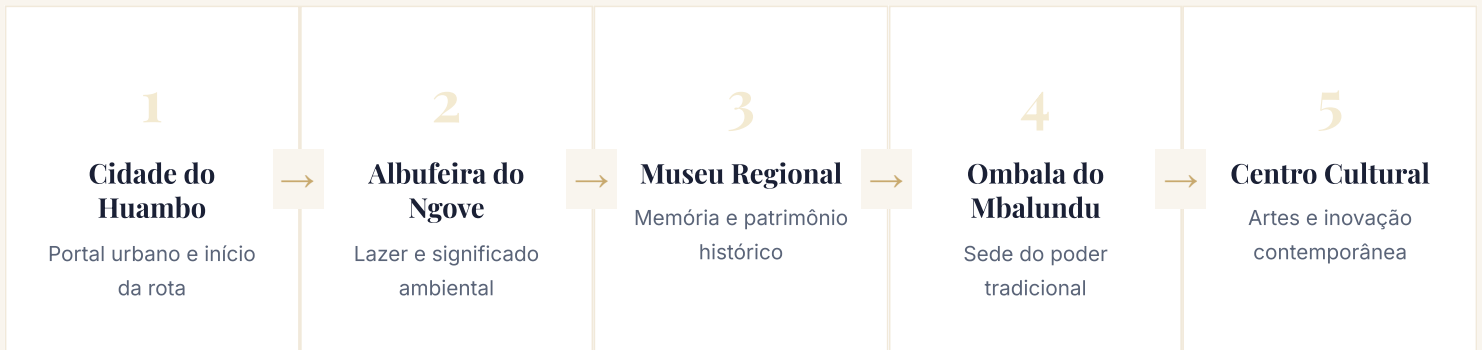 1
Cidade do
Huambo
Portal urbano e início
da rota
→
2
Albufeira do
Ngove
Lazer e significado
ambiental
→
3
Museu Regional
Memória e patrimônio
histórico
→
4
Ombala do
Mbalundu
Sede do poder
tradicional
→
5
Centro Cultural
Artes e inovação
contemporânea